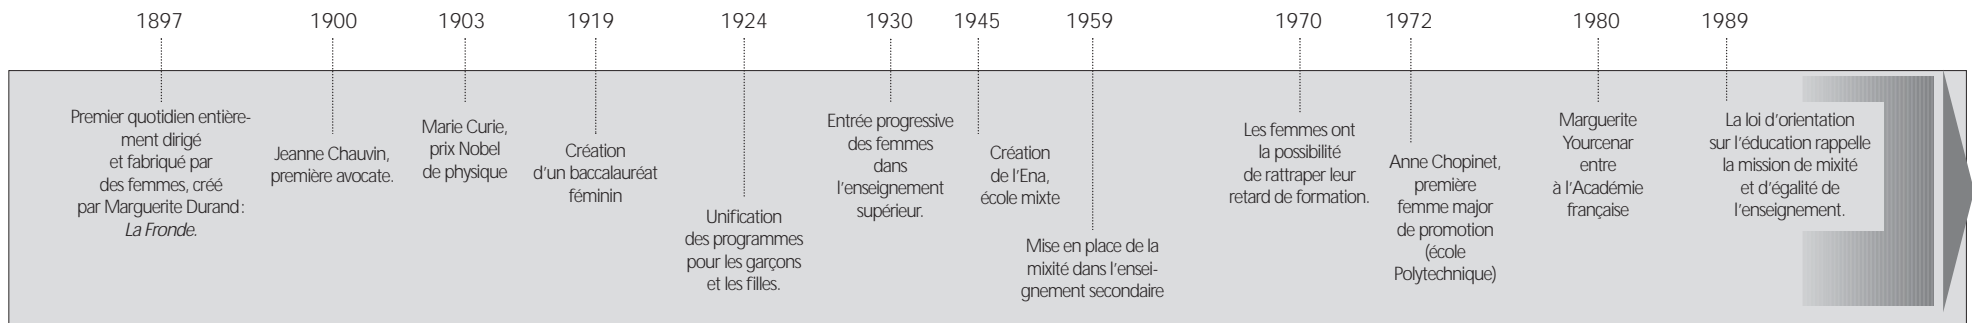 1897
1900
1903
1919
1924
1930
1945
1959
1970
1972
1980
1989
Premier quotidien entière-
ment dirigé
et fabriqué par
des femmes, créé
par Marguerite Durand :
La Fronde.
Jeanne Chauvin,
première avocate.
Marie Curie,
prix Nobel
de physique
Création
d'un baccalauréat
féminin
Unification
des programmes
pour les garçons
et les filles.
Entrée progressive
des femmes
dans
l'enseignement
supérieur.
Création
de l'Ena,
école mixte
Mise en place de la
mixité dans l'ensei-
gnement secondaire
Les femmes ont
la possibilité
de rattraper leur
retard de formation.
Anne Chopinet,
première
femme major
de promotion
(école
Polytechnique)
Marguerite
Yourcenar
entre
à l'Académie
française
La loi d'orientation
sur l'éducation rappelle
la mission de mixité
et d'égalité de
l'enseignement.